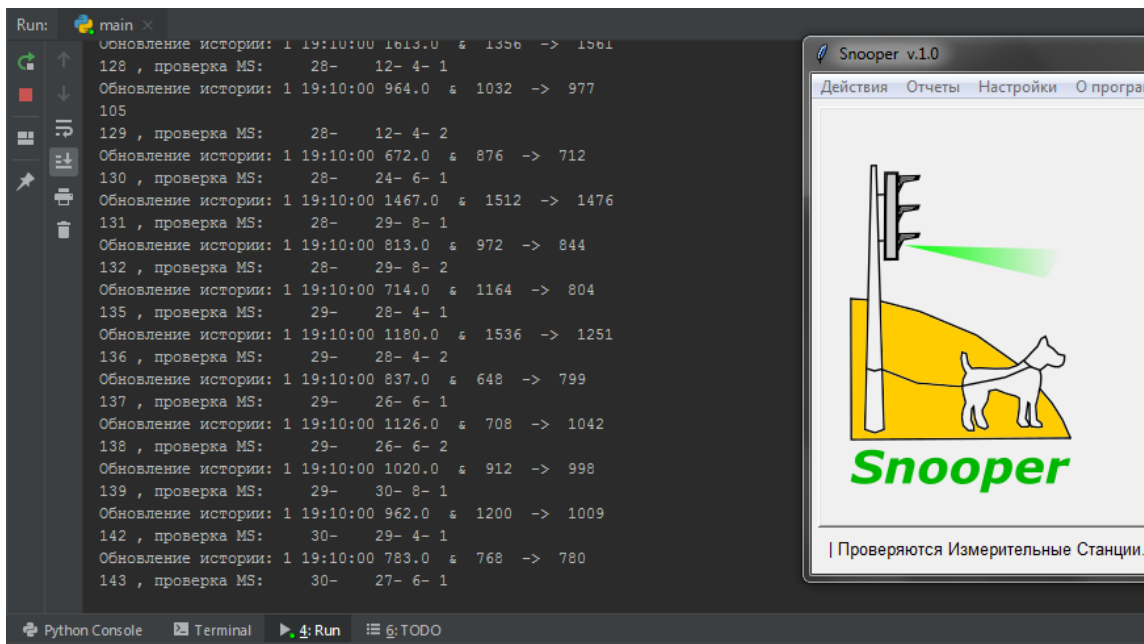 Run: main
Обновление истории: 1 19:10:00 1613.0 & 1356 -> 1561
128 , проверка MS: 28- 12- 4- 1
Обновление истории: 1 19:10:00 964.0 & 1032 -> 977
105
129 , проверка MS: 28- 12- 4- 2
Обновление истории: 1 19:10:00 672.0 & 876 -> 712
130 , проверка MS: 28- 24- 6- 1
Обновление истории: 1 19:10:00 1467.0 & 1512 -> 1476
131 , проверка MS: 28- 29- 8- 1
Обновление истории: 1 19:10:00 813.0 & 972 -> 844
132 , проверка MS: 28- 29- 8- 2
Обновление истории: 1 19:10:00 714.0 & 1164 -> 804
135 , проверка MS: 29- 28- 4- 1
Обновление истории: 1 19:10:00 1180.0 & 1536 -> 1251
136 , проверка MS: 29- 28- 4- 2
Обновление истории: 1 19:10:00 837.0 & 648 -> 799
137 , проверка MS: 29- 26- 6- 1
Обновление истории: 1 19:10:00 1126.0 & 708 -> 1042
138 , проверка MS: 29- 26- 6- 2
Обновление истории: 1 19:10:00 1020.0 & 912 -> 998
139 , проверка MS: 29- 30- 8- 1
Обновление истории: 1 19:10:00 962.0 & 1200 -> 1009
142 , проверка MS: 30- 29- 4- 1
Обновление истории: 1 19:10:00 783.0 & 768 -> 780
143 , проверка MS: 30- 27- 6- 1
Python Console Terminal 4: Run 6: TODO
Snooper v.1.0
Действия Отчеты Настройки О програ
Snooper
| Проверяются Измерительные Станции.